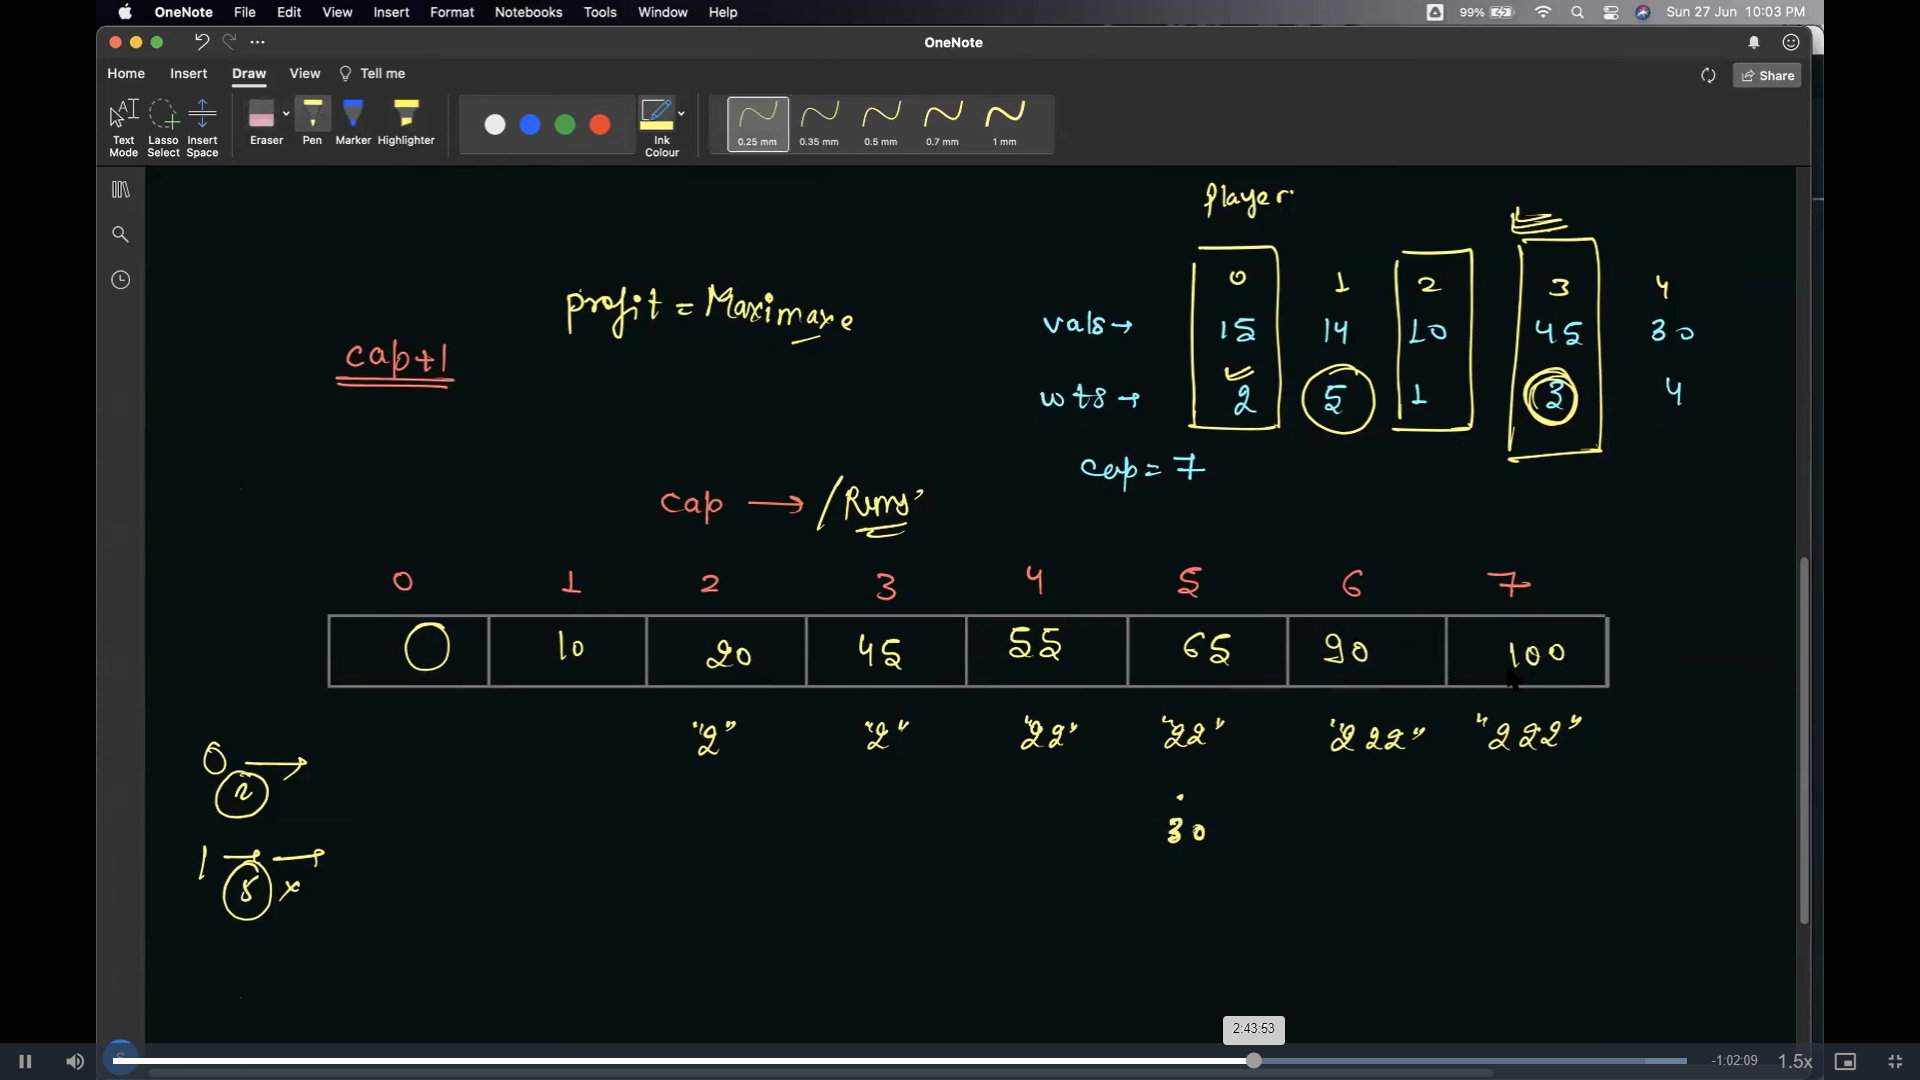 OneNote File Edit View Insert Format Notebooks Tools Window Help 99% Sun 27 Jun 10:03 PM
OneNote
Home Insert Draw View Tell me Share
Text Mode Lasso Select Insert Space Eraser Pen Marker Highlighter Ink Colour 0.25 mm 0.35 mm 0.5 mm 0.7 mm 1 mm
Player
0 1 2 3 4
profit = Maximaxe
vals→ 15 14 10 45 30
cap+1
wts→ 2 5 1 3 4
cap = 7
cap → /Runs
0 1 2 3 4 5 6 7
0 10 20 45 55 65 90 100
"2" "2" "22" "22" "222" "222"
0 →
2
30
1 → →
5 x
2:43:53
-1:02:09 1.5x